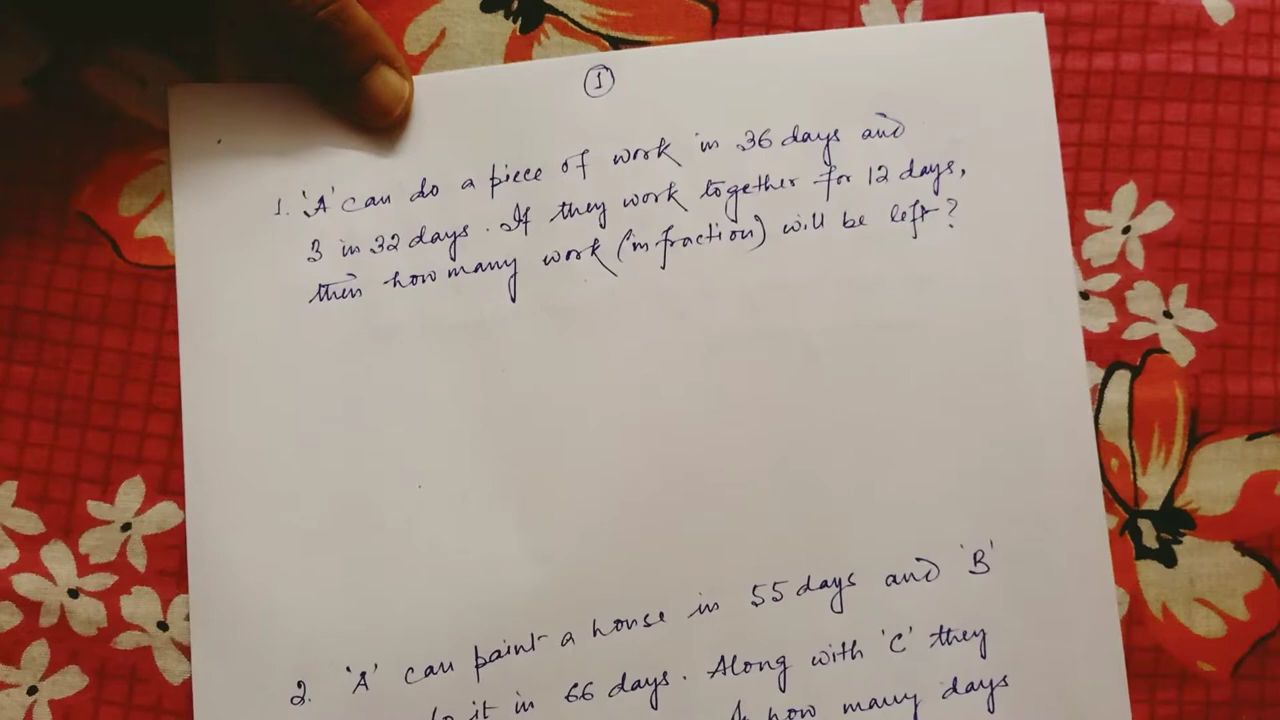 1
1. 'A' can do a piece of work in 36 days and
B in 32 days. If they work together for 12 days,
then how many work (in fraction) will be left?
2. 'A' can paint a house in 55 days and 'B'
it in 66 days. Along with 'C' they
how many days